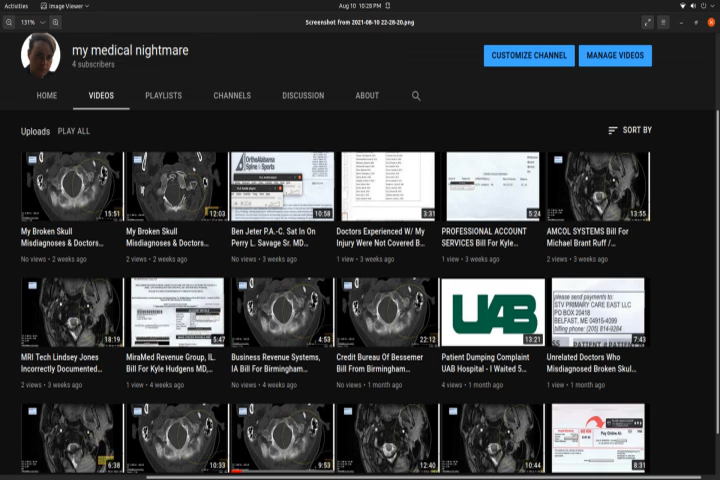 Activities Image Viewer Aug 10 10:28 PM
131% Screenshot from 2021-08-10 22-28-20.png
my medical nightmare
4 subscribers
CUSTOMIZE CHANNEL MANAGE VIDEOS
HOME VIDEOS PLAYLISTS CHANNELS DISCUSSION ABOUT
Uploads PLAY ALL SORT BY
OrthoAlabama
Spine & Sports
15:51 12:03 10:58 3:31 5:24 13:55
My Broken Skull My Broken Skull Ben Jeter P.A.-C. Sat In On Doctors Experienced W/ My PROFESSIONAL ACCOUNT AMCOL SYSTEMS Bill For
Misdiagnoses & Doctors... Misdiagnoses & Doctors... Perry L. Savage Sr. MD... Injury Were Not Covered B... SERVICES Bill For Kyle... Michael Brant Ruff /...
No views • 2 weeks ago 2 views • 2 weeks ago No views • 3 weeks ago 1 view • 3 weeks ago 1 view • 3 weeks ago 2 views • 3 weeks ago
UAB
please send payments to:
STV PRIMARY CARE EAST LLC
PO BOX 20418
BELFAST, ME 04915-4099
billing phone: (205) 814-9284
18:19 5:47 4:53 22:12 13:21 7:43
MRI Tech Lindsey Jones MiraMed Revenue Group, IL. Business Revenue Systems, Credit Bureau Of Bessemer Patient Dumping Complaint Unrelated Doctors Who
Incorrectly Documented... Bill For Kyle Hudgens MD,... IA Bill For Birmingham... Bill From Birmingham... UAB Hospital - I Waited 5... Misdiagnosed Broken Skul...
2 views • 3 weeks ago 1 view • 4 weeks ago No views • 4 weeks ago No views • 1 month ago 4 views • 1 month ago 1 view • 1 month ago
Pay Online At:
6:38 10:33 9:53 12:40 10:44 8:31